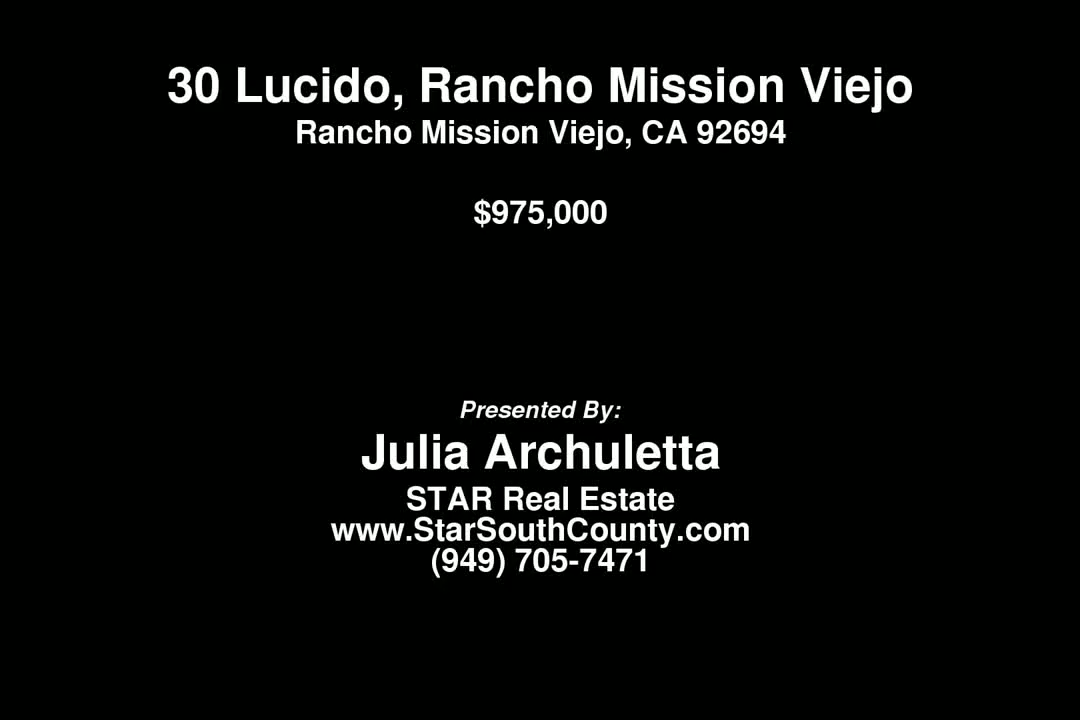 30 Lucido, Rancho Mission Viejo
Rancho Mission Viejo, CA 92694
$975,000
Presented By:
Julia Archuletta
STAR Real Estate
www.StarSouthCounty.com
(949) 705-7471